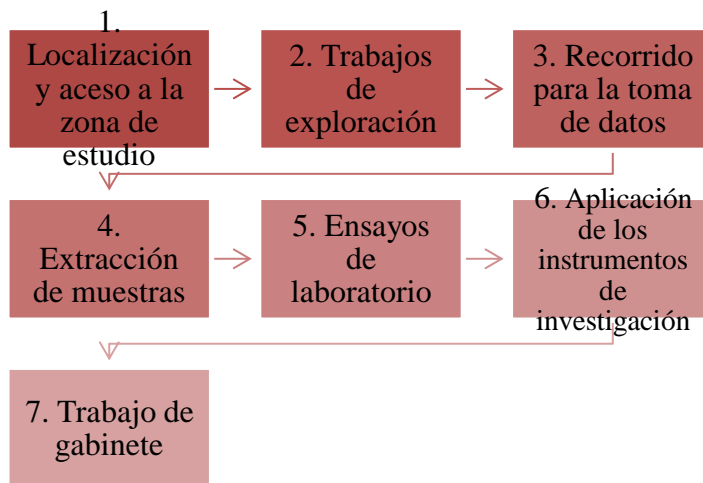 1.
Localización
y aceso a la
zona de
estudio
2. Trabajos
de
exploración
3. Recorrido
para la toma
de datos
4.
Extracción
de muestras
5. Ensayos
de
laboratorio
6. Aplicación
de los
instrumentos
de
investigación
7. Trabajo de
gabinete